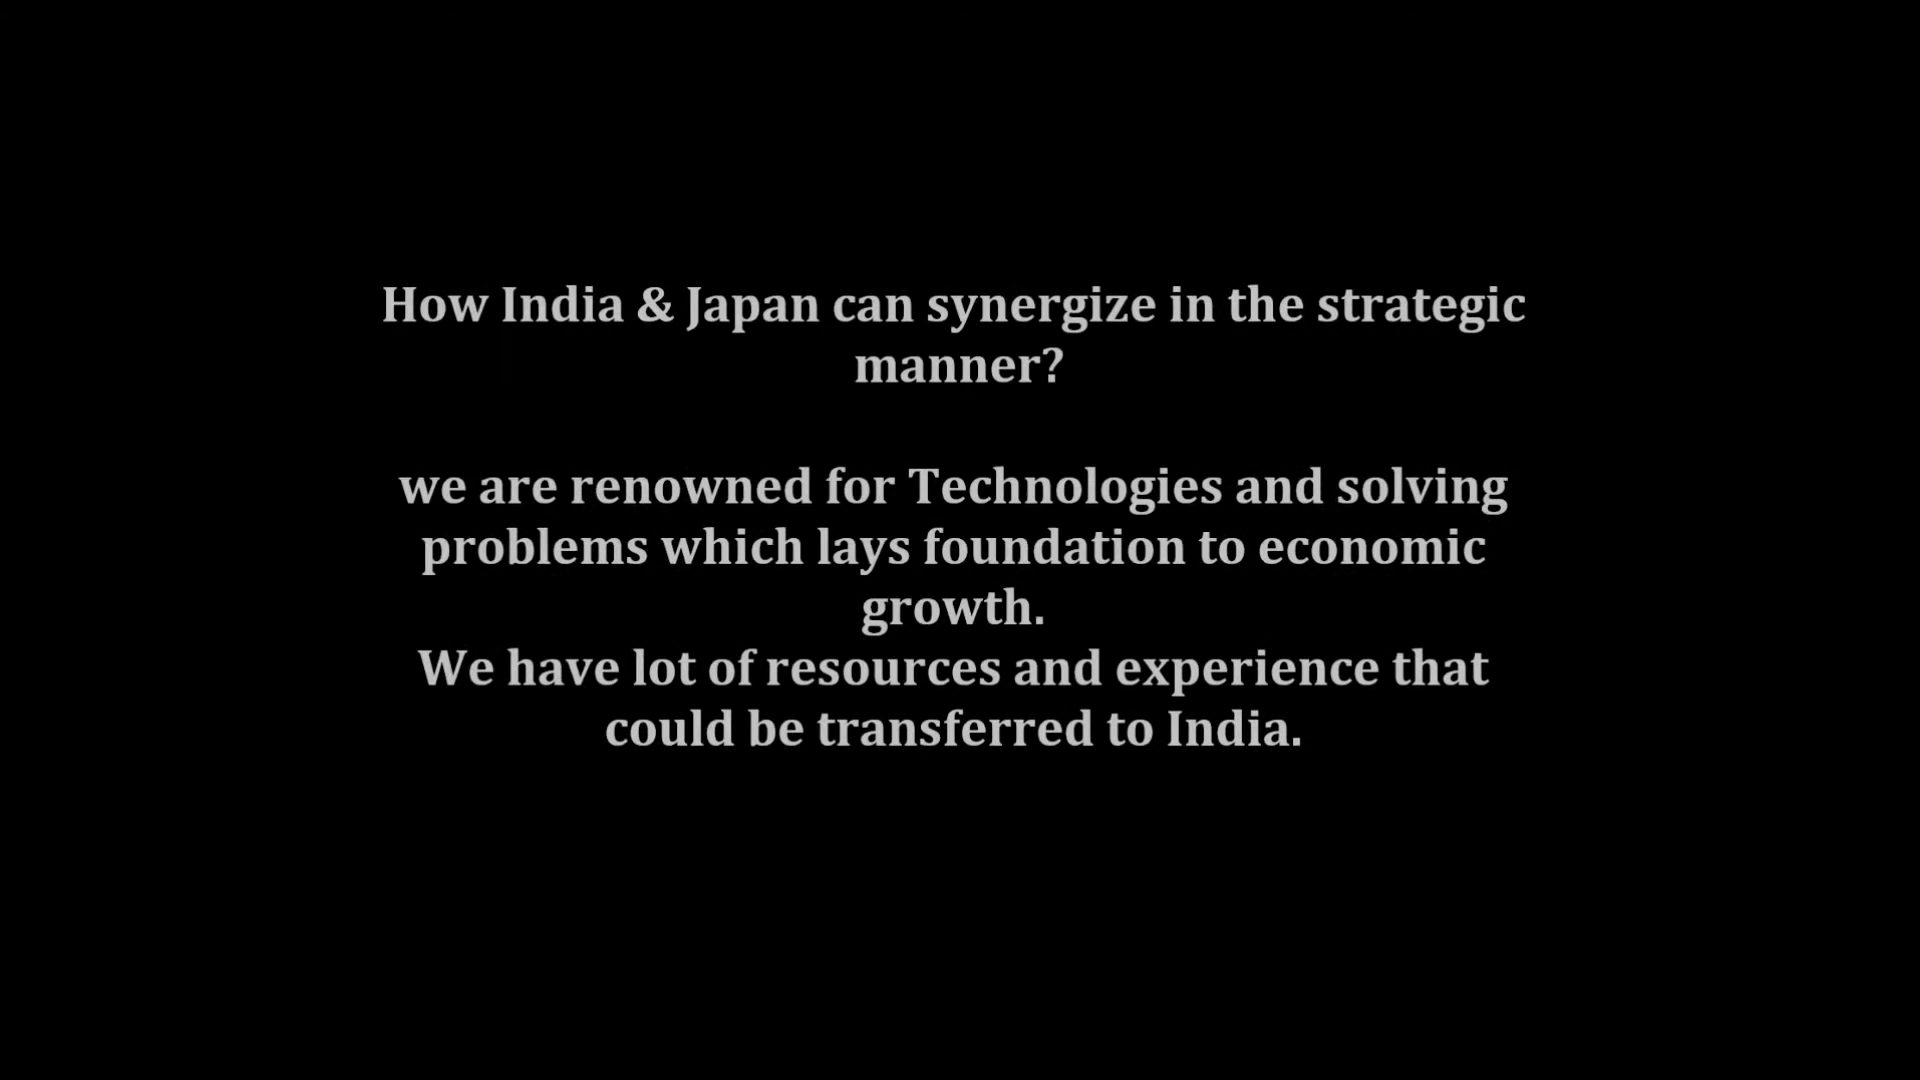 How India & Japan can synergize in the strategic
manner?
we are renowned for Technologies and solving
problems which lays foundation to economic
growth.
We have lot of resources and experience that
could be transferred to India.